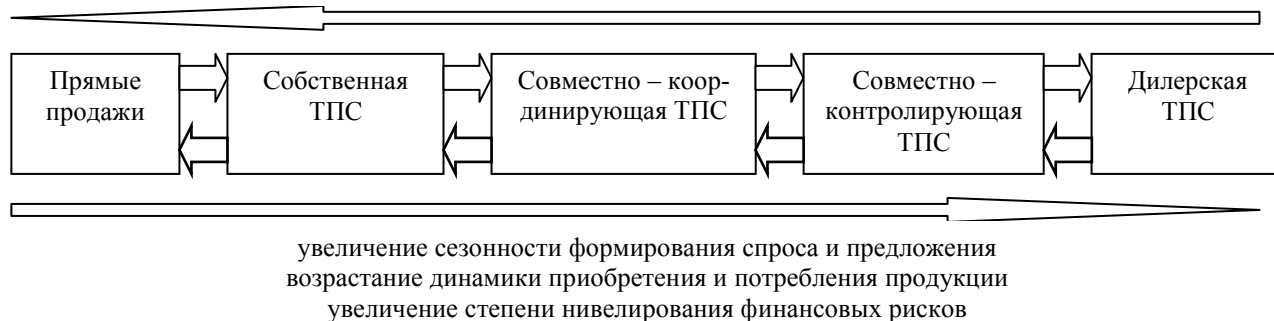 Прямые
продажи
Собственная
ТПС
Совместно – коор-
динирующая ТПС
Совместно –
контролирующая
ТПС
Дилерская
ТПС
увеличение сезонности формирования спроса и предложения
возрастание динамики приобретения и потребления продукции
увеличение степени нивелирования финансовых рисков